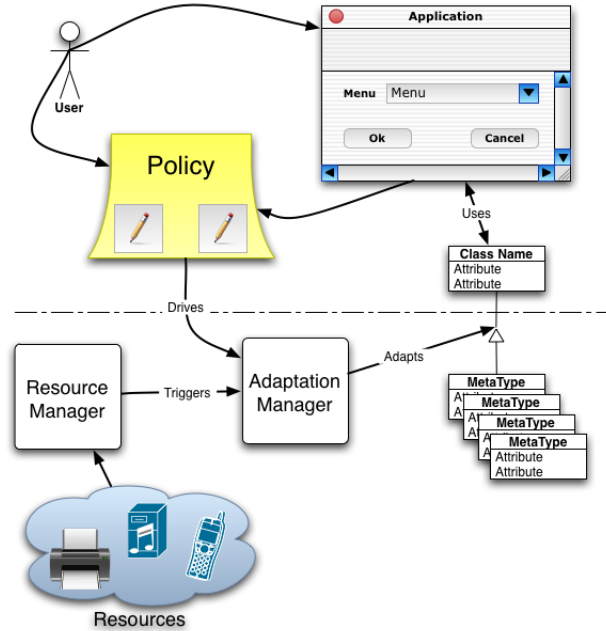 Application
User
Menu Menu
Ok Cancel
Policy
Uses
Class Name
Attribute
Attribute
Drives
Resource
Manager
Triggers
Adaptation
Manager
Adapts
MetaType
MetaType
MetaType
MetaType
Attribute
Attribute
Resources